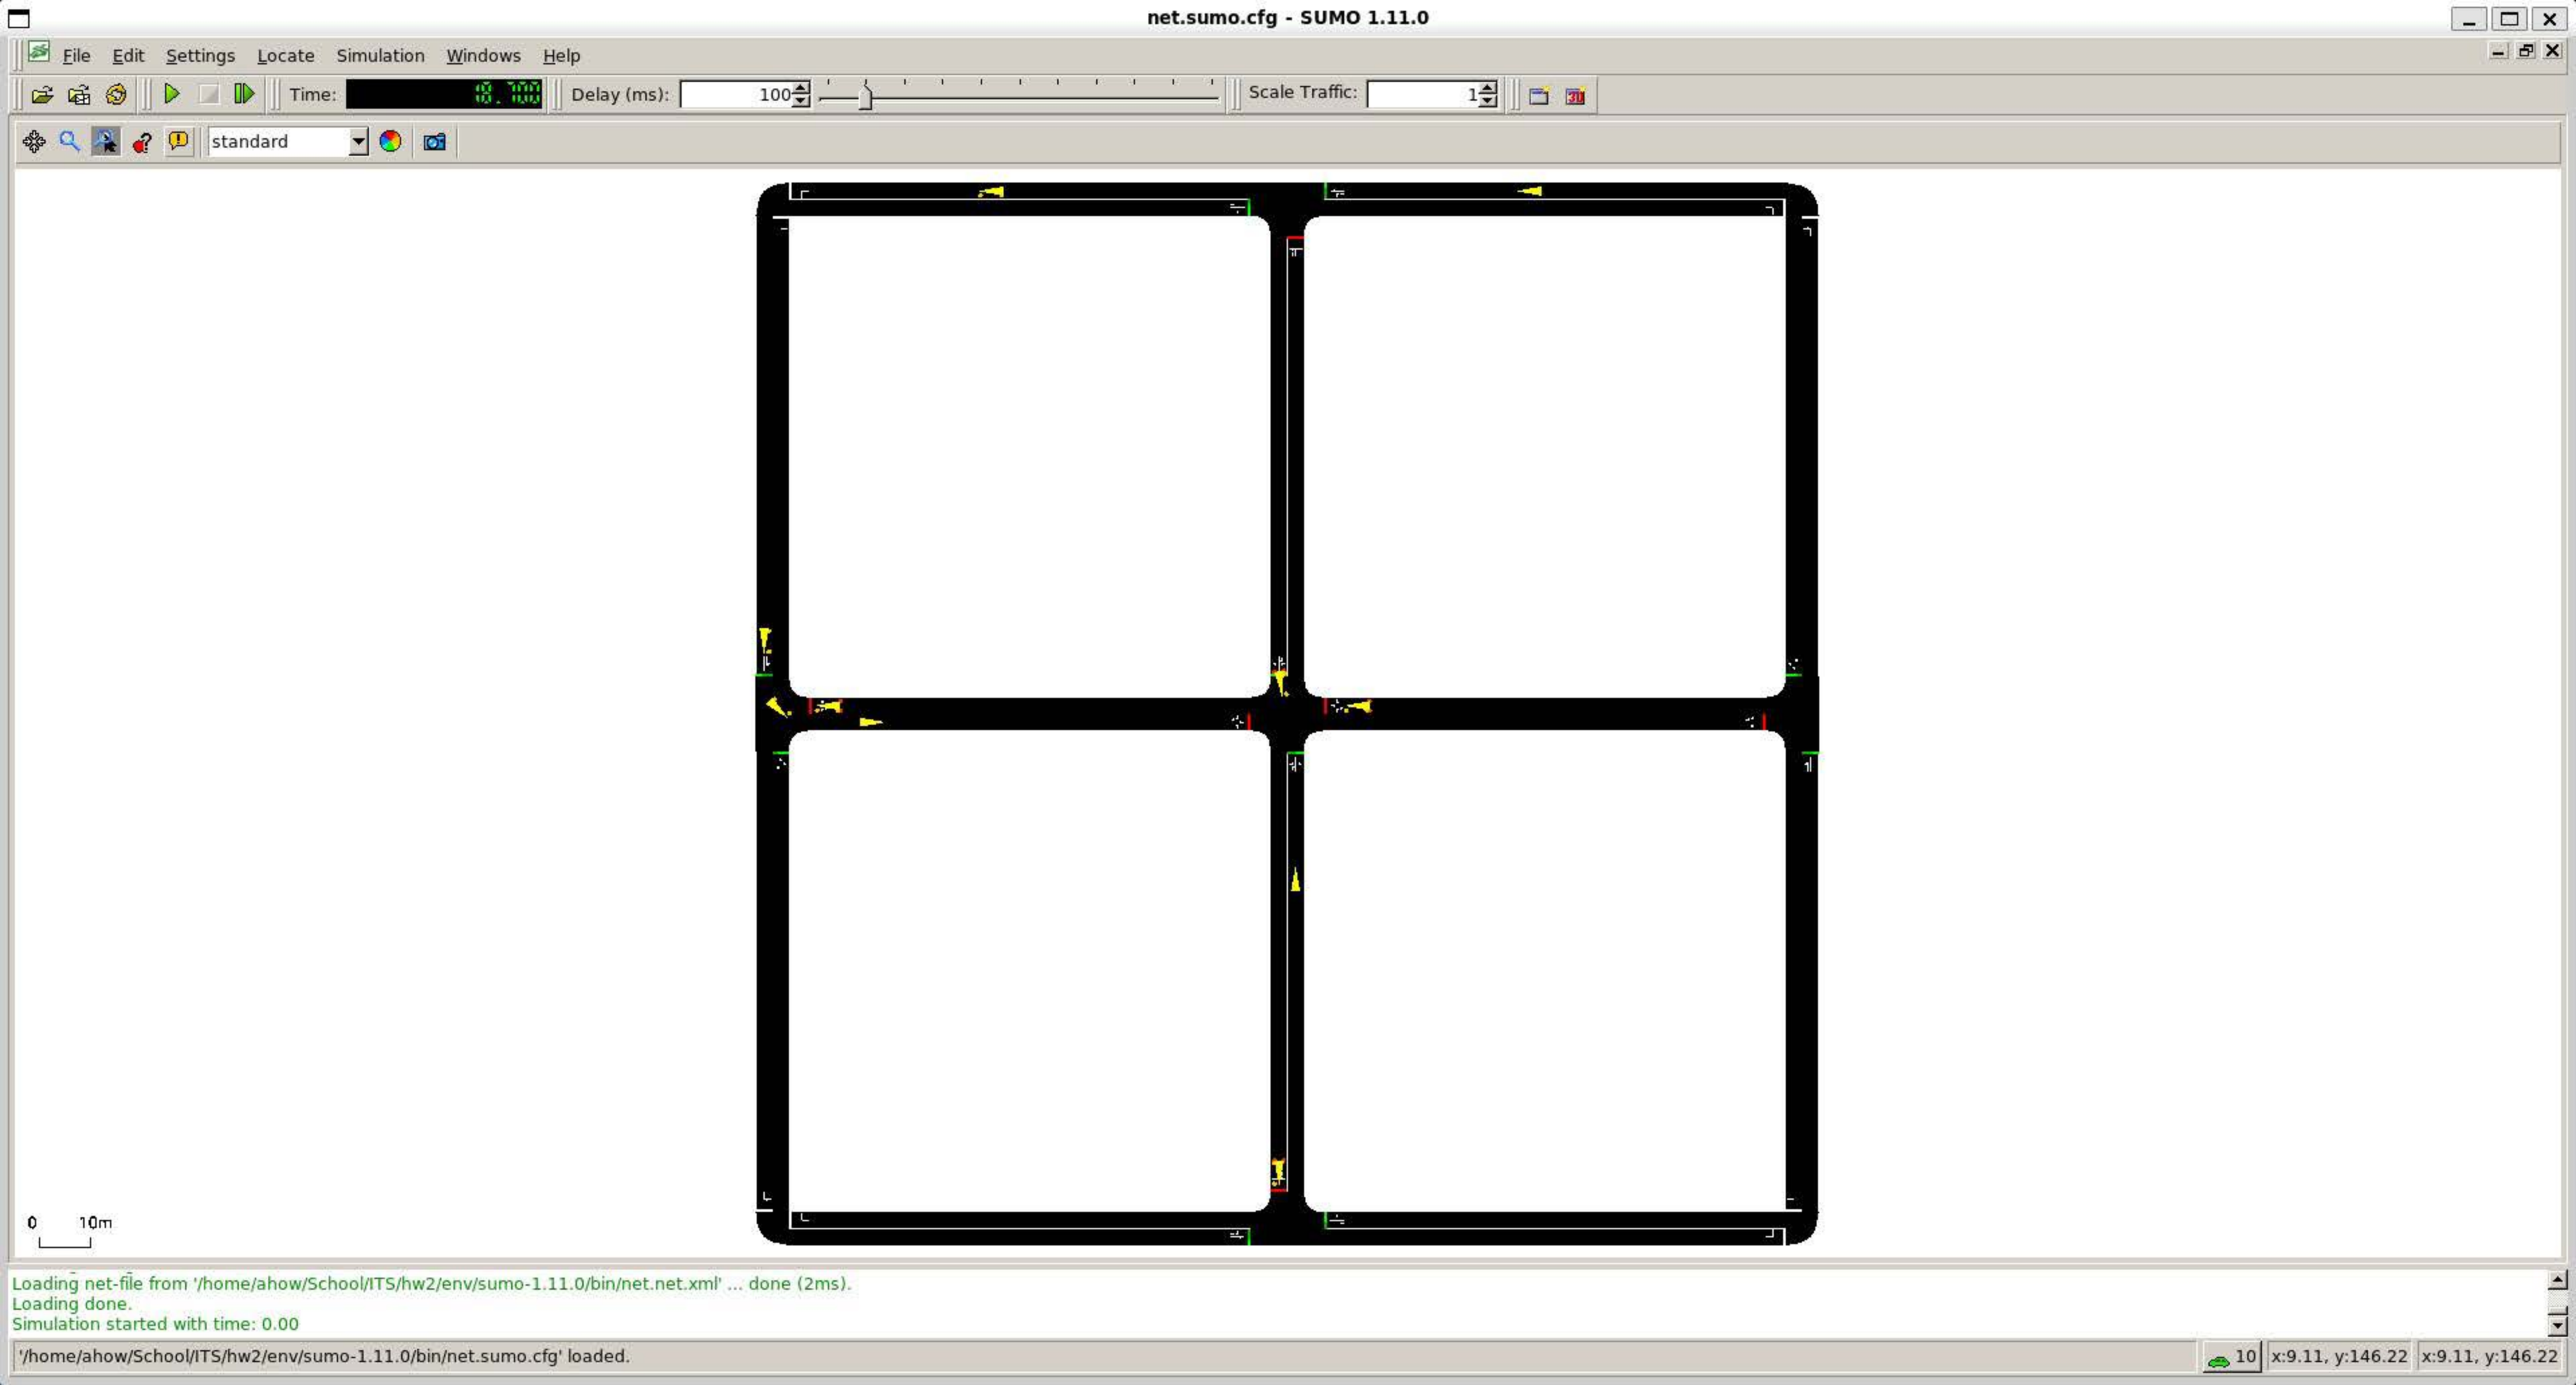 net.sumo.cfg - SUMO 1.11.0
File Edit Settings Locate Simulation Windows Help
Time: Delay (ms): 100 Scale Traffic: 1
standard
0 10m
Loading net-file from '/home/ahow/School/ITS/hw2/env/sumo-1.11.0/bin/net.net.xml' ... done (2ms).
Loading done.
Simulation started with time: 0.00
'/home/ahow/School/ITS/hw2/env/sumo-1.11.0/bin/net.sumo.cfg' loaded. 10 x:9.11, y:146.22 x:9.11, y:146.22